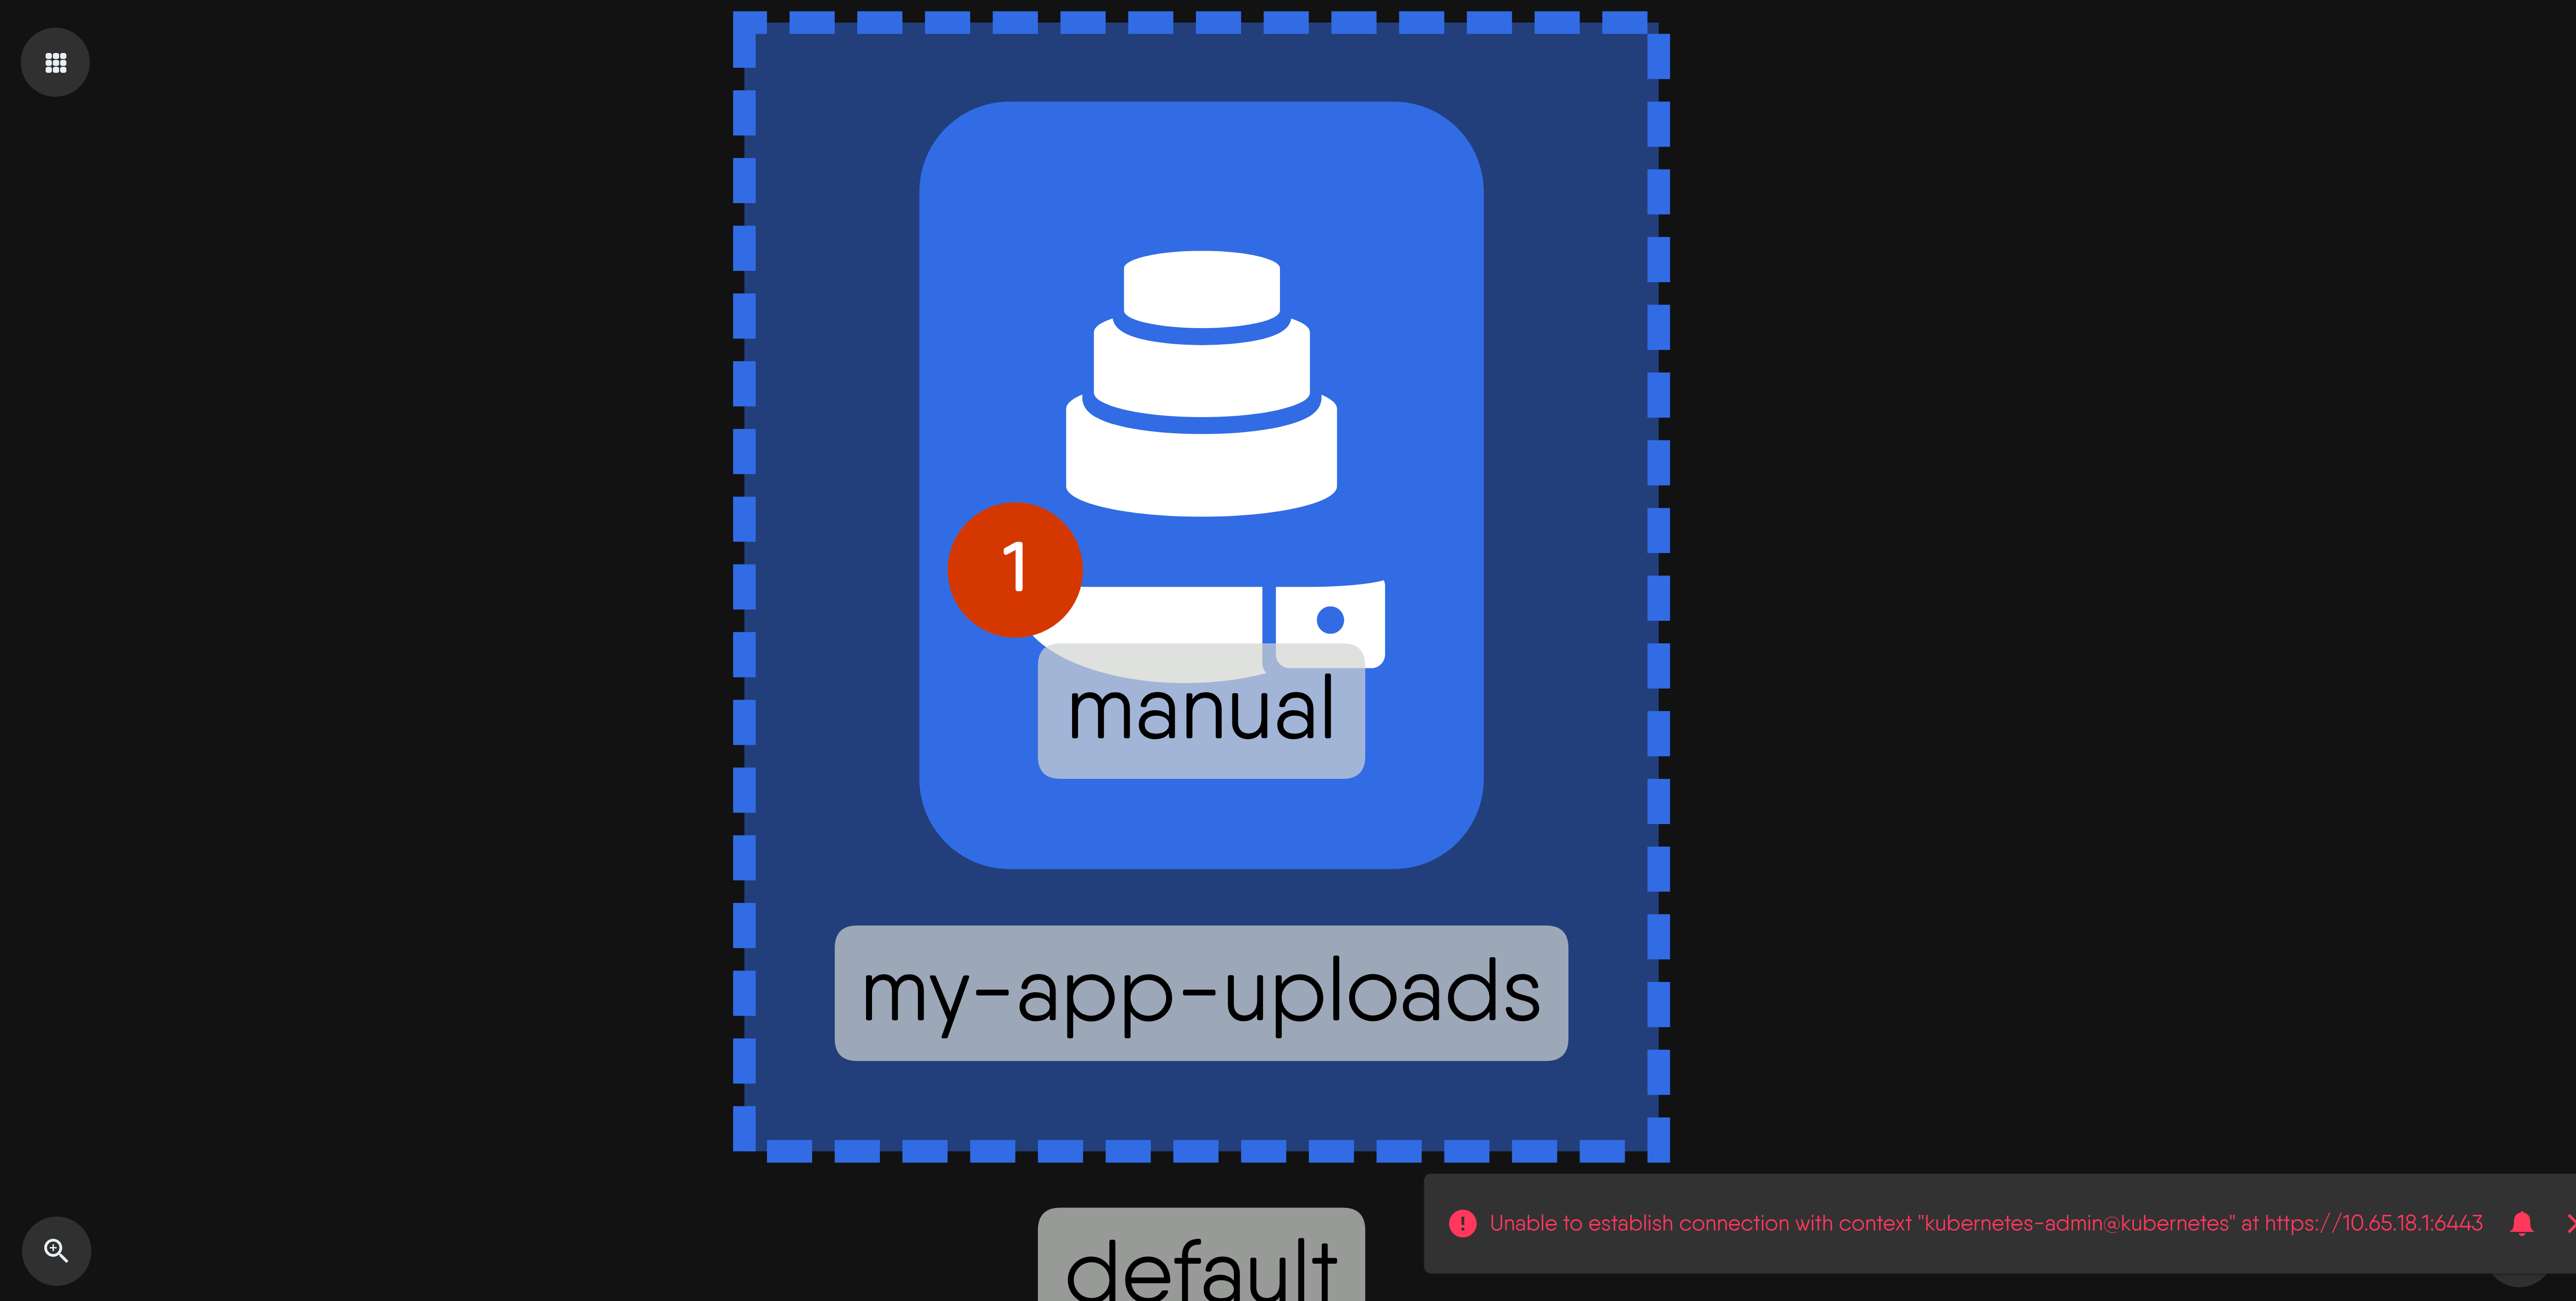 1
manual
my-app-uploads
default
Unable to establish connection with context "kubernetes-admin@kubernetes" at https://10.65.18.1:6443